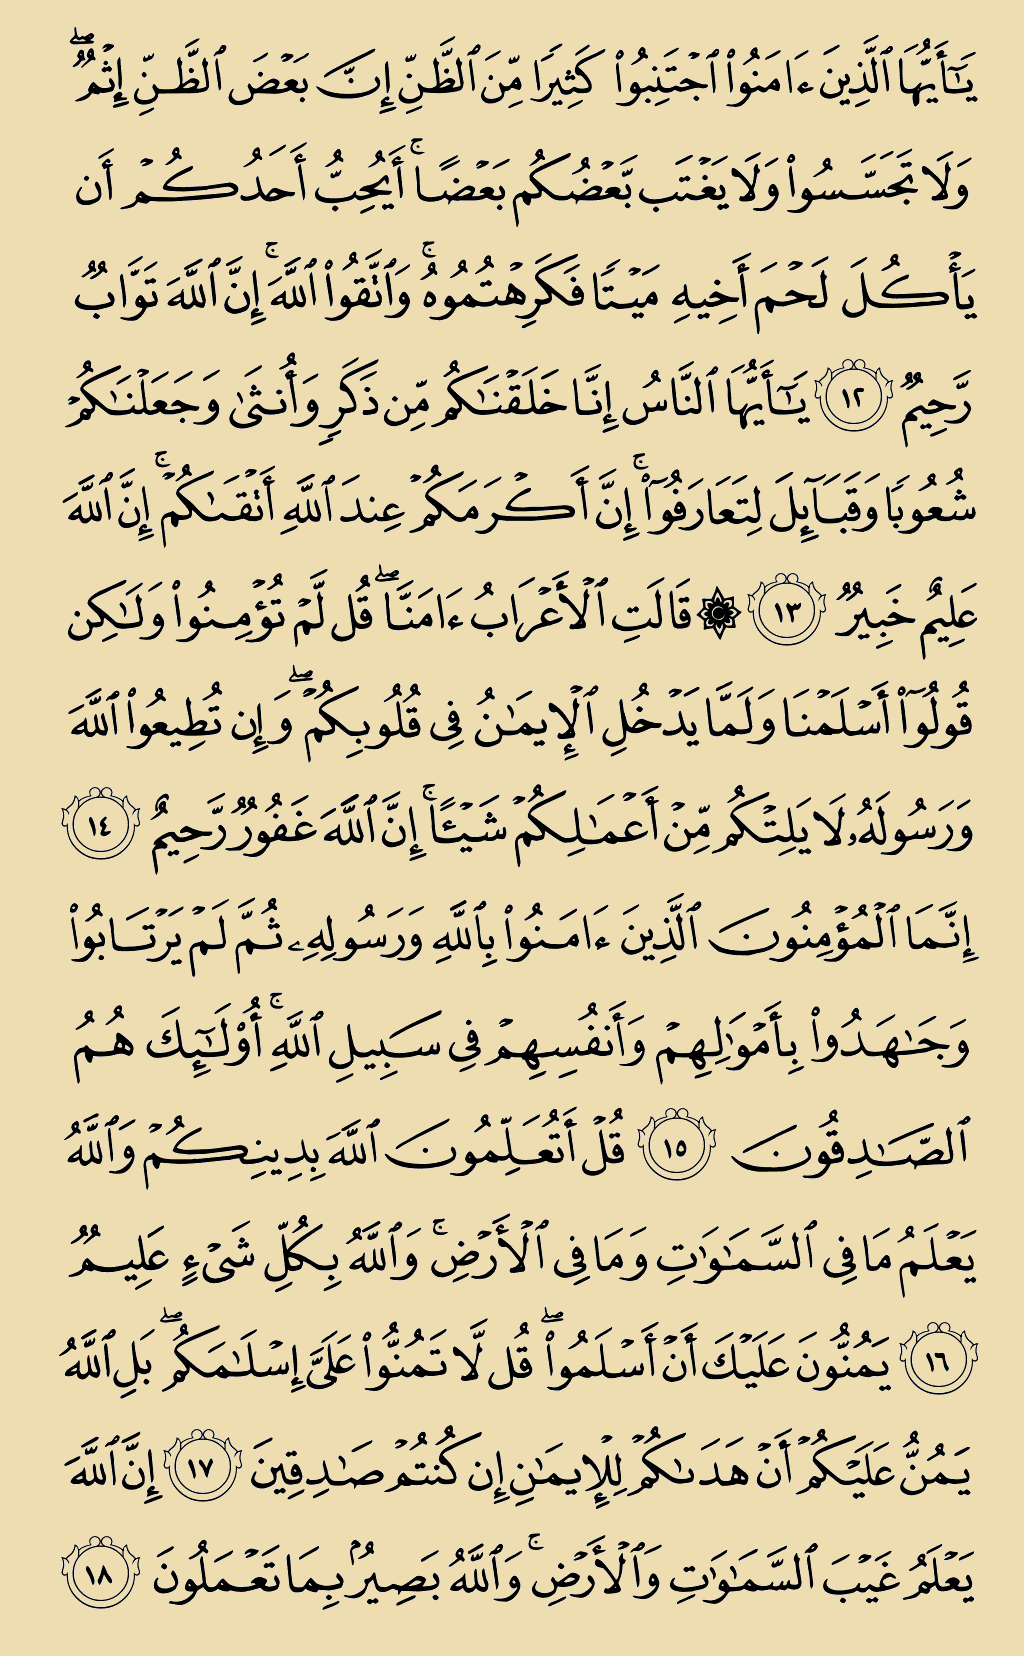 يَٰٓأَيُّهَا ٱلَّذِينَ ءَامَنُوا۟ ٱجْتَنِبُوا۟ كَثِيرًا مِّنَ ٱلظَّنِّ إِنَّ بَعْضَ ٱلظَّنِّ إِثْمٌ ۖ
وَلَا تَجَسَّسُوا۟ وَلَا يَغْتَب بَّعْضُكُم بَعْضًا ۚ أَيُحِبُّ أَحَدُكُمْ أَن
يَأْكُلَ لَحْمَ أَخِيهِ مَيْتًا فَكَرِهْتُمُوهُ ۚ وَٱتَّقُوا۟ ٱللَّهَ ۚ إِنَّ ٱللَّهَ تَوَّابٌ
رَّحِيمٌ ١٢ يَٰٓأَيُّهَا ٱلنَّاسُ إِنَّا خَلَقْنَٰكُم مِّن ذَكَرٍ وَأُنثَىٰ وَجَعَلْنَٰكُمْ
شُعُوبًا وَقَبَآئِلَ لِتَعَارَفُوٓا۟ ۚ إِنَّ أَكْرَمَكُمْ عِندَ ٱللَّهِ أَتْقَىٰكُمْ ۚ إِنَّ ٱللَّهَ
عَلِيمٌ خَبِيرٌ ١٣ ۞ قَالَتِ ٱلْأَعْرَابُ ءَامَنَّا ۖ قُل لَّمْ تُؤْمِنُوا۟ وَلَٰكِن
قُولُوٓا۟ أَسْلَمْنَا وَلَمَّا يَدْخُلِ ٱلْإِيمَٰنُ فِى قُلُوبِكُمْ ۖ وَإِن تُطِيعُوا۟ ٱللَّهَ
وَرَسُولَهُۥ لَا يَلِتْكُم مِّنْ أَعْمَٰلِكُمْ شَيْـًٔا ۚ إِنَّ ٱللَّهَ غَفُورٌ رَّحِيمٌ ١٤
إِنَّمَا ٱلْمُؤْمِنُونَ ٱلَّذِينَ ءَامَنُوا۟ بِٱللَّهِ وَرَسُولِهِۦ ثُمَّ لَمْ يَرْتَابُوا۟
وَجَٰهَدُوا۟ بِأَمْوَٰلِهِمْ وَأَنفُسِهِمْ فِى سَبِيلِ ٱللَّهِ ۚ أُو۟لَٰٓئِكَ هُمُ
ٱلصَّٰدِقُونَ ١٥ قُلْ أَتُعَلِّمُونَ ٱللَّهَ بِدِينِكُمْ وَٱللَّهُ
يَعْلَمُ مَا فِى ٱلسَّمَٰوَٰتِ وَمَا فِى ٱلْأَرْضِ ۚ وَٱللَّهُ بِكُلِّ شَىْءٍ عَلِيمٌ
١٦ يَمُنُّونَ عَلَيْكَ أَنْ أَسْلَمُوا۟ ۖ قُل لَّا تَمُنُّوا۟ عَلَىَّ إِسْلَٰمَكُم ۖ بَلِ ٱللَّهُ
يَمُنُّ عَلَيْكُمْ أَنْ هَدَىٰكُمْ لِلْإِيمَٰنِ إِن كُنتُمْ صَٰدِقِينَ ١٧ إِنَّ ٱللَّهَ
يَعْلَمُ غَيْبَ ٱلسَّمَٰوَٰتِ وَٱلْأَرْضِ ۚ وَٱللَّهُ بَصِيرٌۢ بِمَا تَعْمَلُونَ ١٨